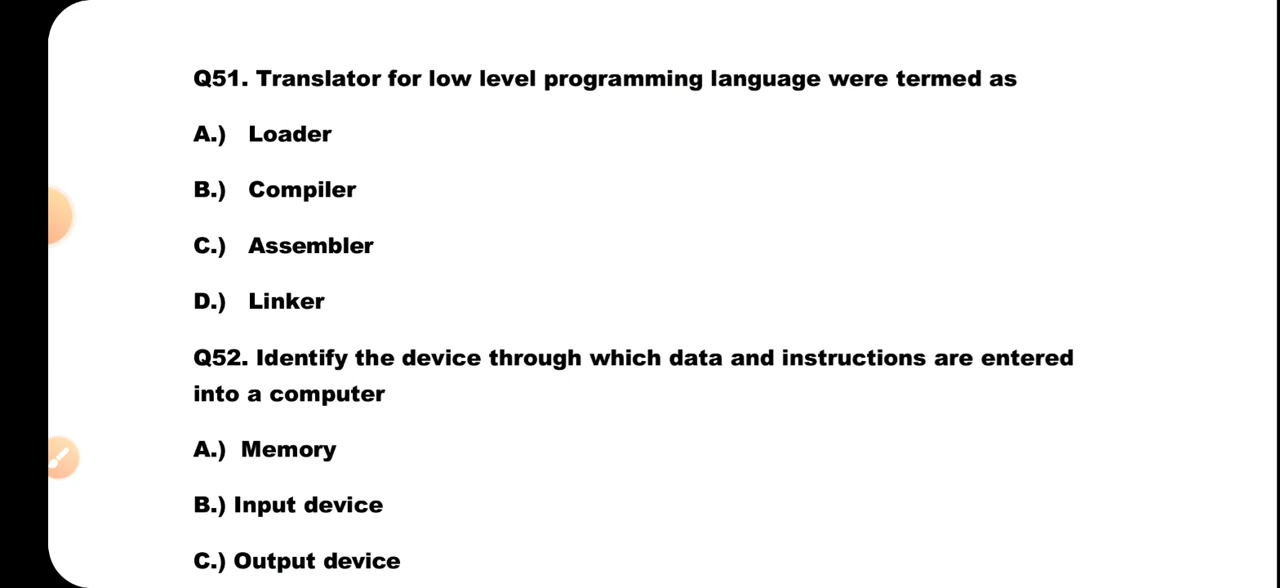 Q51. Translator for low level programming language were termed as
A.) Loader
B.) Compiler
C.) Assembler
D.) Linker
Q52. Identify the device through which data and instructions are entered
into a computer
A.) Memory
B.) Input device
C.) Output device